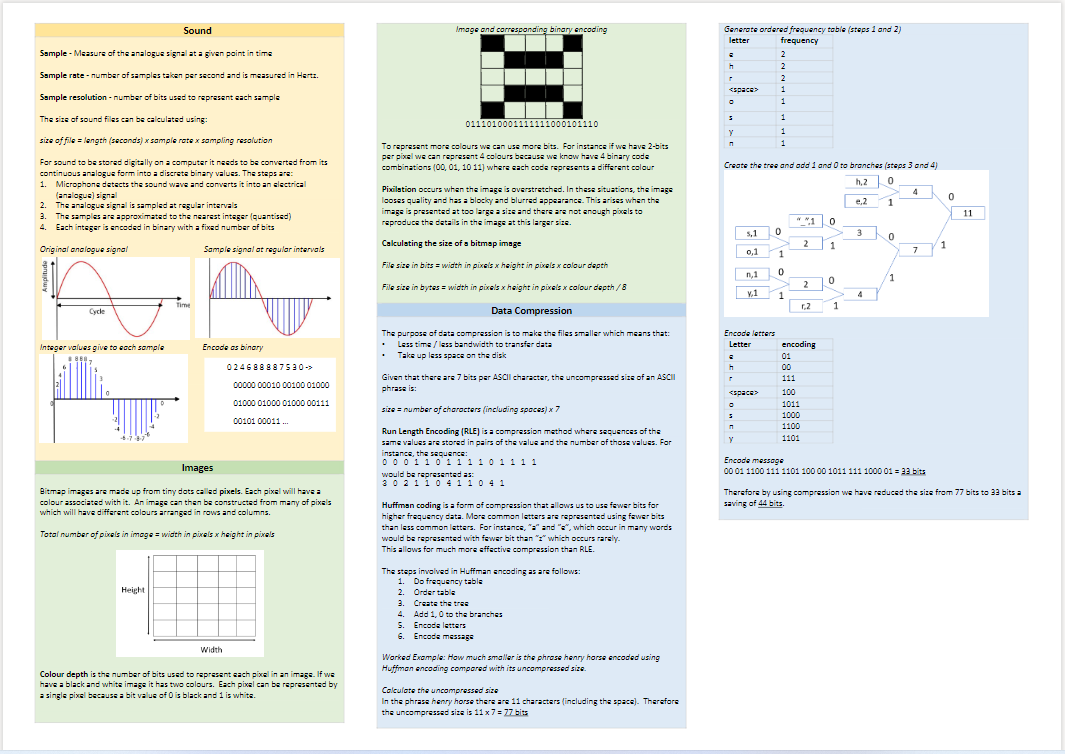 Sound
Sample - Measure of the analogue signal at a given point in time
Sample rate - number of samples taken per second and is measured in Hertz.
Sample resolution - number of bits used to represent each sample
The size of sound files can be calculated using:
size of file = length (seconds) x sample rate x sampling resolution
For sound to be stored digitally on a computer it needs to be converted from its
continuous analogue form into a discrete binary values. The steps are:
1. Microphone detects the sound wave and converts it into an electrical
(analogue) signal
2. The analogue signal is sampled at regular intervals
3. The samples are approximated to the nearest integer (quantised)
4. Each integer is encoded in binary with a fixed number of bits
Original analogue signal
Sample signal at regular intervals
Amplitude
Time
Cycle
Integer values give to each sample
Encode as binary
0 2 4 6 8 8 8 8 7 5 3 0 ->
00000 00010 00100 01000
01000 01000 01000 00111
00101 00011 ...
0 2 4 6 8 8 8 8 7 5 3 0
-2 -4 -6 -7 -8 -7 -6 -4 -2 0
Images
Bitmap images are made up from tiny dots called pixels. Each pixel will have a
colour associated with it. An image can then be constructed from many of pixels
which will have different colours arranged in rows and columns.
Total number of pixels in image = width in pixels x height in pixels
Height
Width
Colour depth is the number of bits used to represent each pixel in an image. If we
have a black and white image it has two colours. Each pixel can be represented by
a single pixel because a bit value of 0 is black and 1 is white.
Image and corresponding binary encoding
0111010001111111000101110
To represent more colours we can use more bits. For instance if we have 2-bits
per pixel we can represent 4 colours because we know have 4 binary code
combinations (00, 01, 10 11) where each code represents a different colour
Pixilation occurs when the image is overstretched. In these situations, the image
looses quality and has a blocky and blurred appearance. This arises when the
image is presented at too large a size and there are not enough pixels to
reproduce the details in the image at this larger size.
Calculating the size of a bitmap image
File size in bits = width in pixels x height in pixels x colour depth
File size in bytes = width in pixels x height in pixels x colour depth / 8
Data Compression
The purpose of data compression is to make the files smaller which means that:
• Less time / less bandwidth to transfer data
• Take up less space on the disk
Given that there are 7 bits per ASCII character, the uncompressed size of an ASCII
phrase is:
size = number of characters (including spaces) x 7
Run Length Encoding (RLE) is a compression method where sequences of the
same values are stored in pairs of the value and the number of those values. For
instance, the sequence:
0 0 0 1 1 0 1 1 1 1 0 1 1 1 1
would be represented as:
3 0 2 1 1 0 4 1 1 0 4 1
Huffman coding is a form of compression that allows us to use fewer bits for
higher frequency data. More common letters are represented using fewer bits
than less common letters. For instance, "a" and "e", which occur in many words
would be represented with fewer bit than "z" which occurs rarely.
This allows for much more effective compression than RLE.
The steps involved in Huffman encoding as are follows:
1. Do frequency table
2. Order table
3. Create the tree
4. Add 1, 0 to the branches
5. Encode letters
6. Encode message
Worked Example: How much smaller is the phrase henry horse encoded using
Huffman encoding compared with its uncompressed size.
Calculate the uncompressed size
In the phrase henry horse there are 11 characters (including the space). Therefore
the uncompressed size is 11 x 7 = 77 bits
Generate ordered frequency table (steps 1 and 2)
letter frequency
e 2
h 2
r 2
<space> 1
o 1
s 1
y 1
n 1
Create the tree and add 1 and 0 to branches (steps 3 and 4)
h,2 0
4 0
e,2 1
11
" ",1 0
s,1 0
3 0
2 1
o,1 1
7 1
n,1 0
2 0
1
y,1 1
4
r,2 1
Encode letters
Letter encoding
e 01
h 00
r 111
<space> 100
o 1011
s 1000
n 1100
y 1101
Encode message
00 01 1100 111 1101 100 00 1011 111 1000 01 = 33 bits
Therefore by using compression we have reduced the size from 77 bits to 33 bits a
saving of 44 bits.